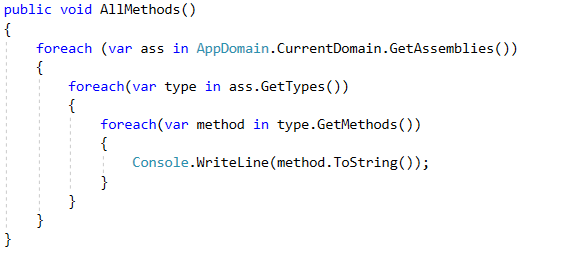 public void AllMethods()
{
    foreach (var ass in AppDomain.CurrentDomain.GetAssemblies())
    {
        foreach(var type in ass.GetTypes())
        {
            foreach(var method in type.GetMethods())
            {
                Console.WriteLine(method.ToString());
            }
        }
    }
}